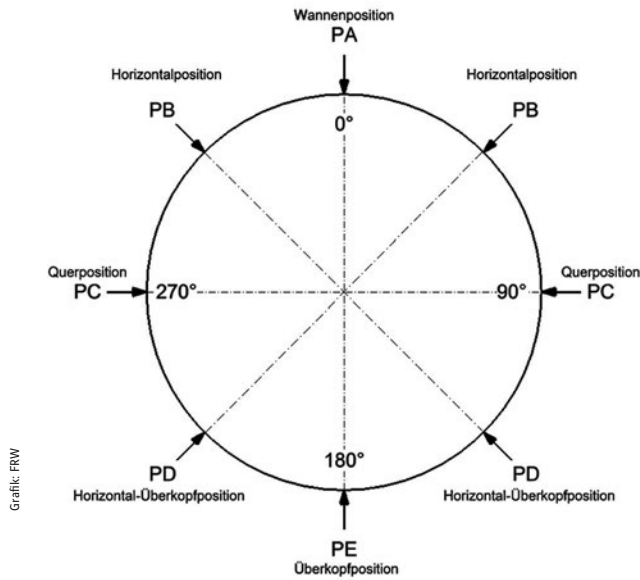 Wannenposition
PA
Horizontalposition
Horizontalposition
PB
PB
0°
Querposition
Querposition
PC
270°
90°
PC
180°
PD
PD
Horizontal-Überkopfposition
Horizontal-Überkopfposition
PE
Überkopfposition
Grafik: FRW